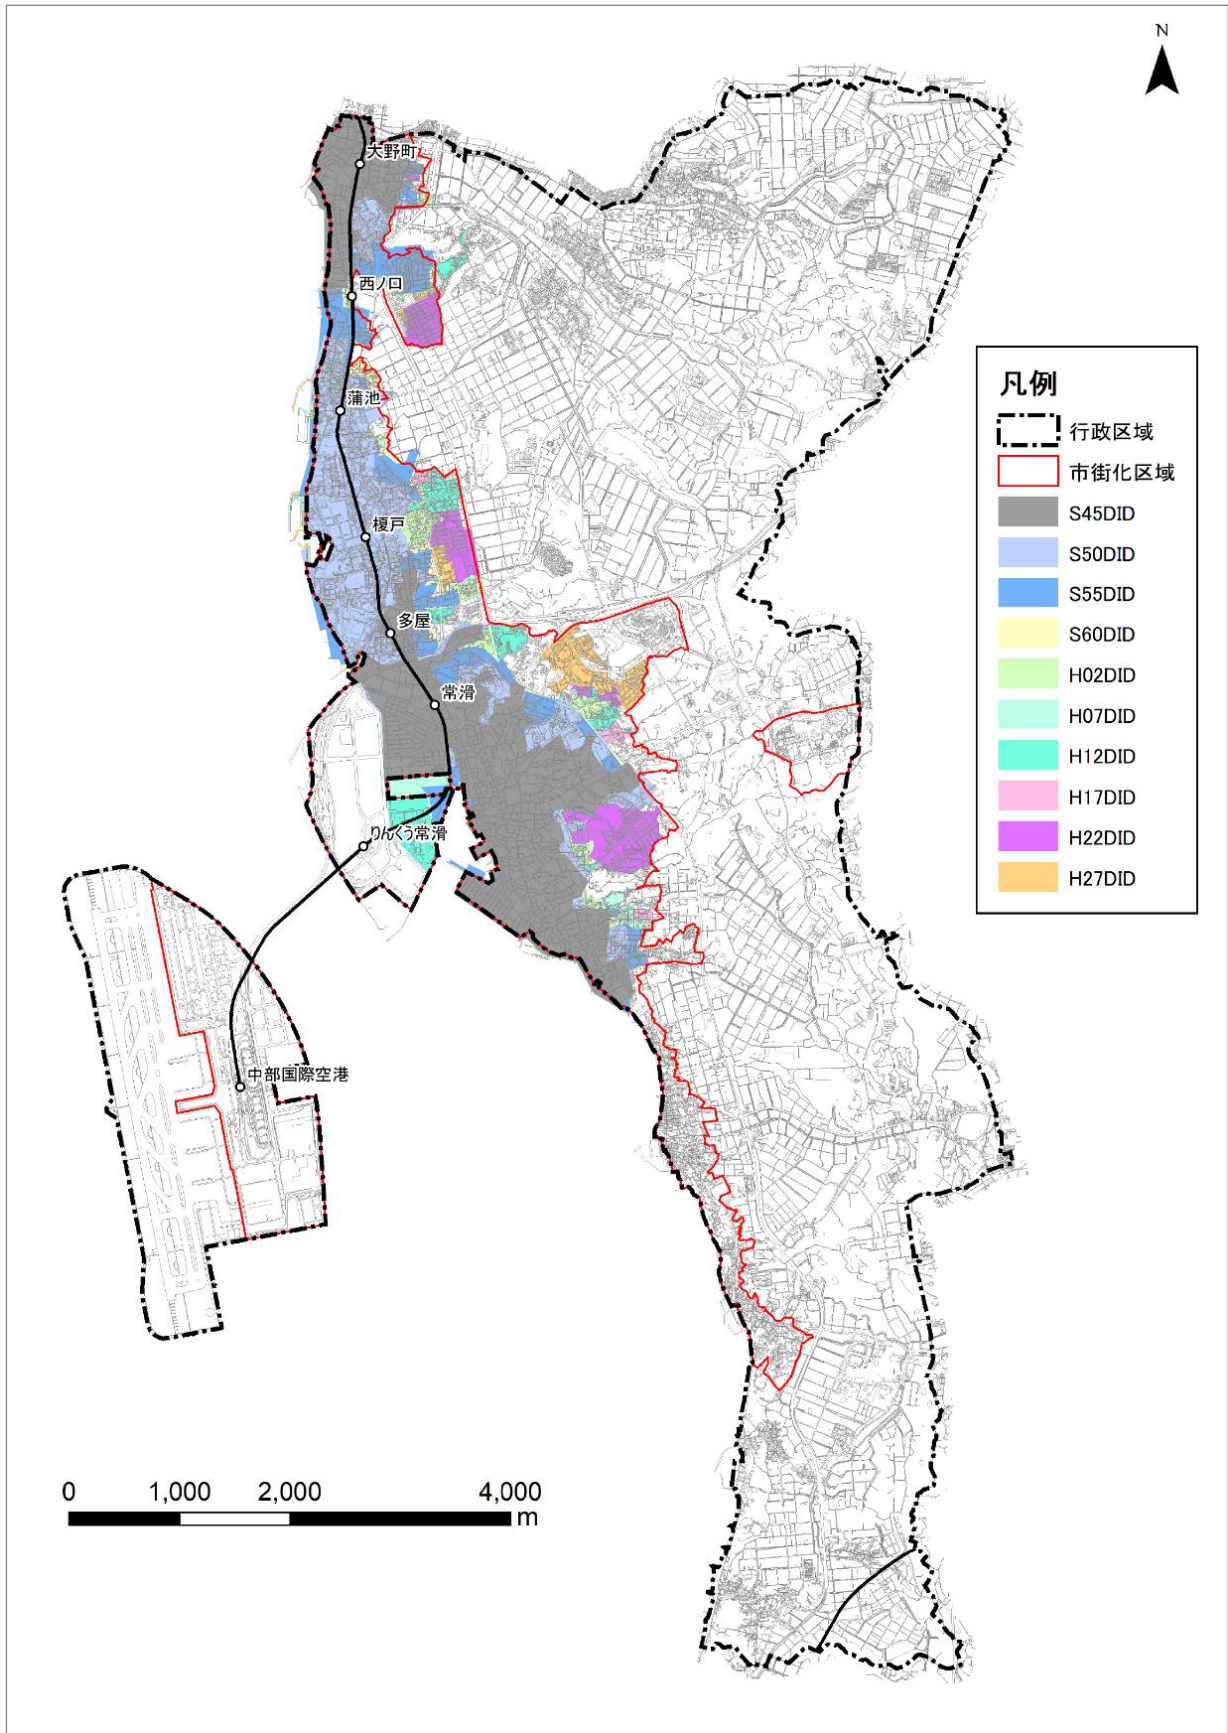 N
大野町
西ノ口
蒲池
榎戸
多屋
常滑
りんくう常滑
中部国際空港
凡例
行政区域
市街化区域
S45DID
S50DID
S55DID
S60DID
H02DID
H07DID
H12DID
H17DID
H22DID
H27DID
0 1,000 2,000 4,000
m